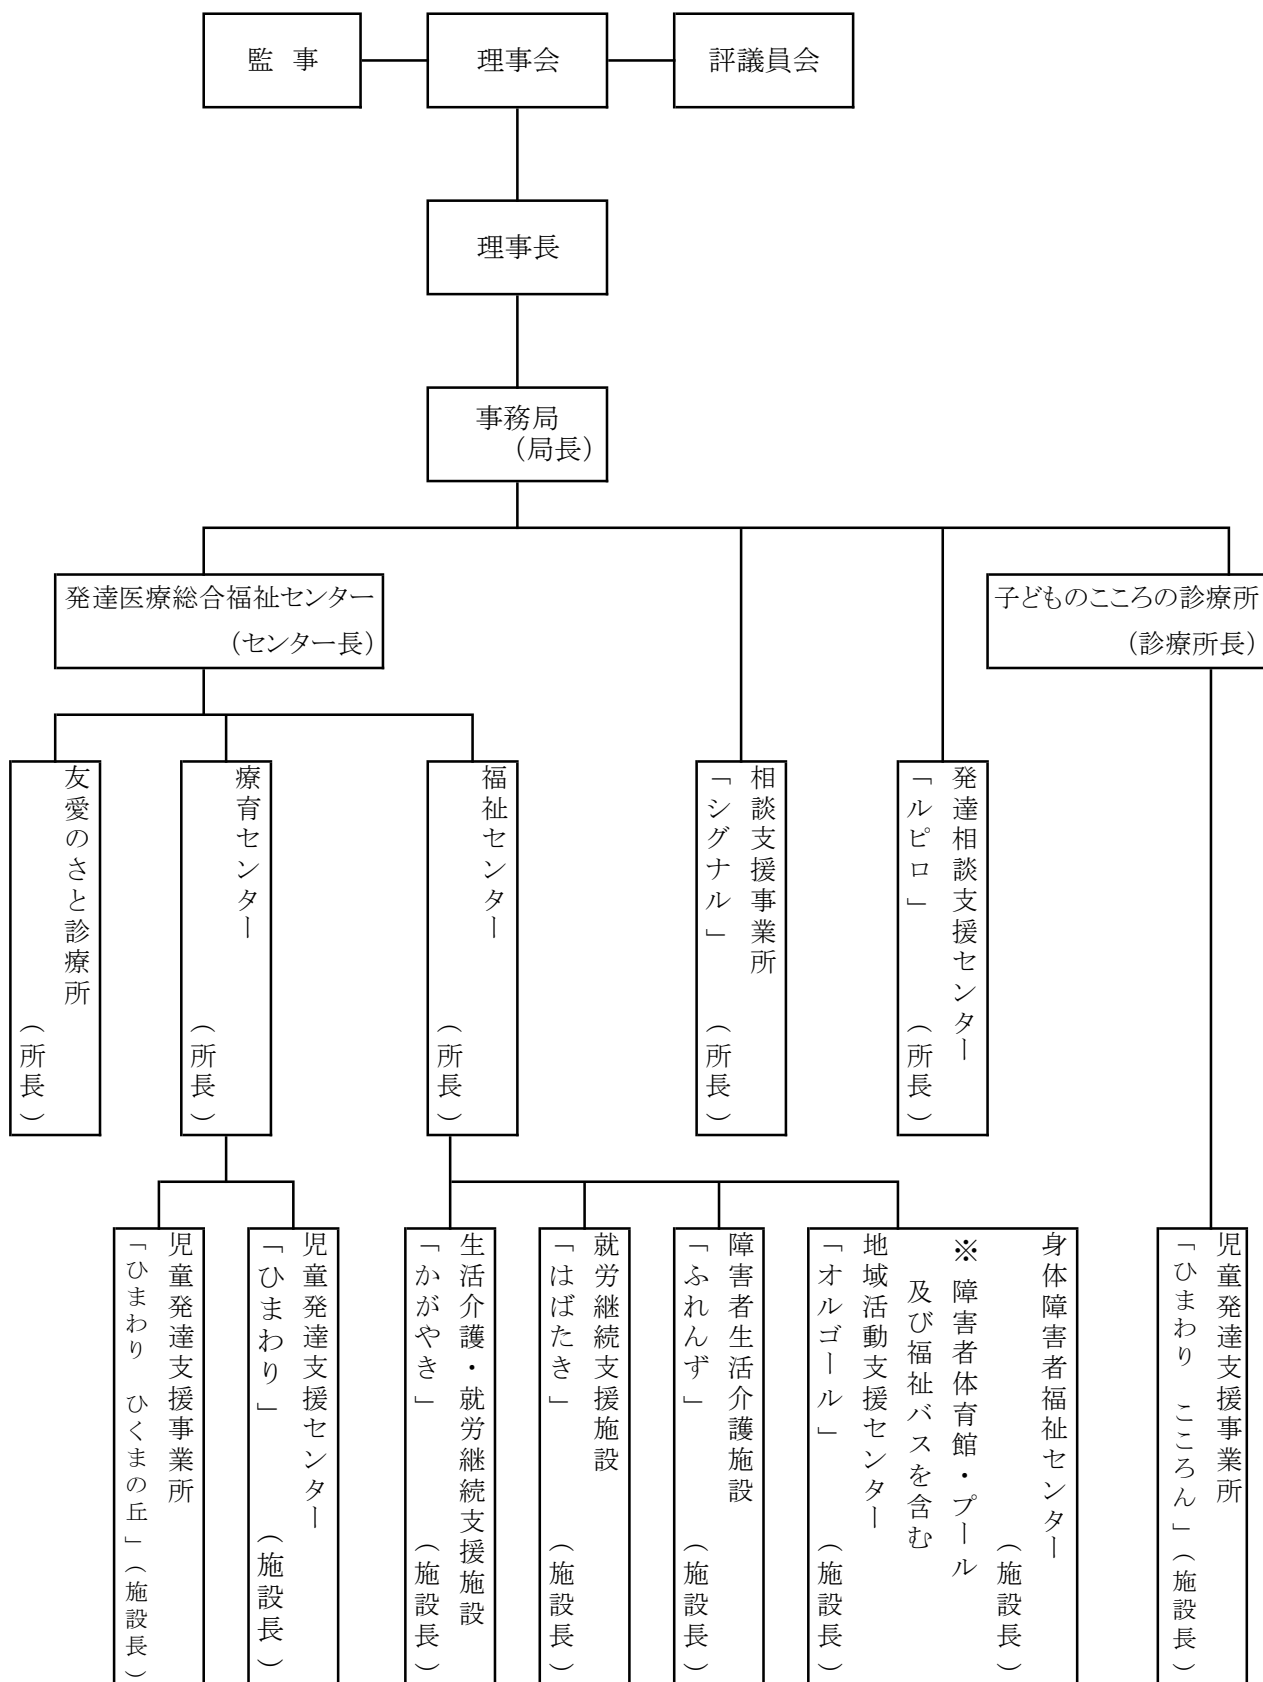 監 事
理事会
評議員会
理事長
事務局
（局長）
発達医療総合福祉センター
（センター長）
子どものこころの診療所
（診療所長）
友愛のさと診療所
（所長）
療育センター
（所長）
福祉センター
（所長）
相談支援事業所
「シグナル」 （所長）
発達相談支援センター
「ルピロ」 （所長）
児童発達支援事業所
「ひまわり ひくまの丘」（施設長）
児童発達支援センター
「ひまわり」 （施設長）
生活介護・就労継続支援施設
「かがやき」 （施設長）
就労継続支援施設
「はばたき」 （施設長）
障害者生活介護施設
「ふれんず」 （施設長）
身体障害者福祉センター
（施設長）
※障害者体育館・プール
及び福祉バスを含む
地域活動支援センター
「オルゴール」 （施設長）
児童発達支援事業所
「ひまわり こころん」（施設長）